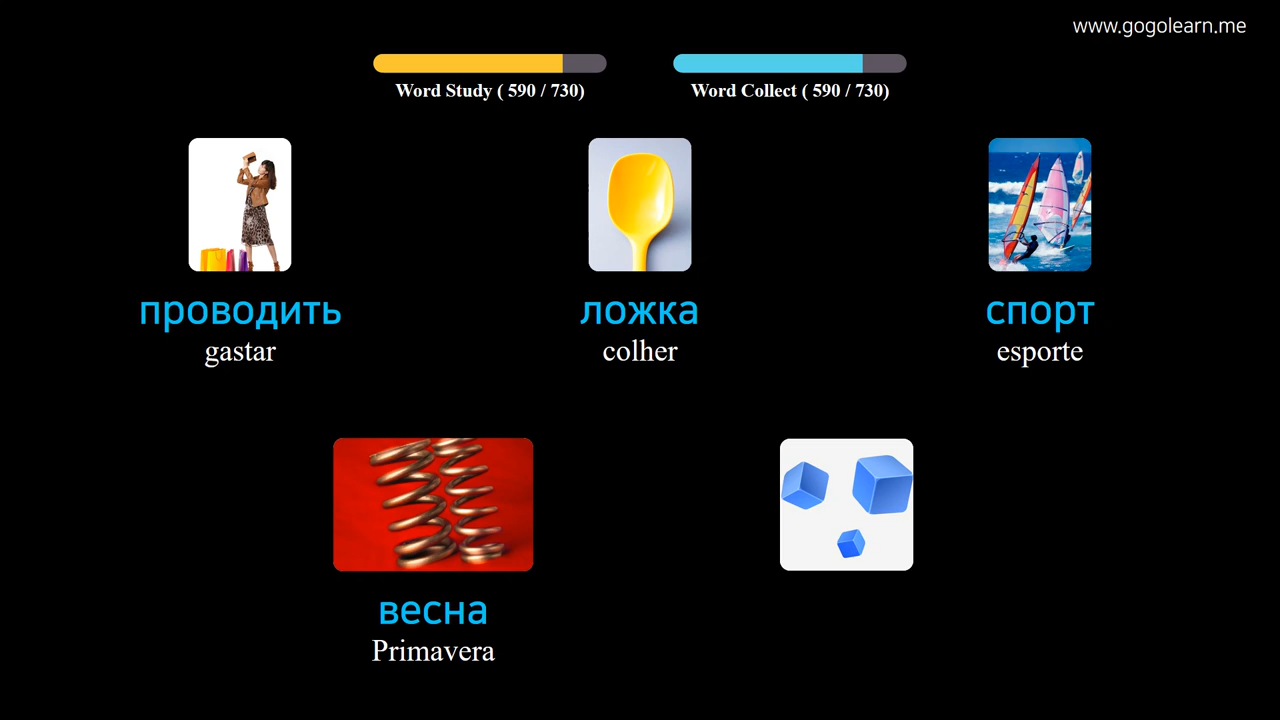 www.gogolearn.me
Word Study ( 590 / 730)
Word Collect ( 590 / 730)
проводить
gastar
ложка
colher
спорт
esporte
весна
Primavera